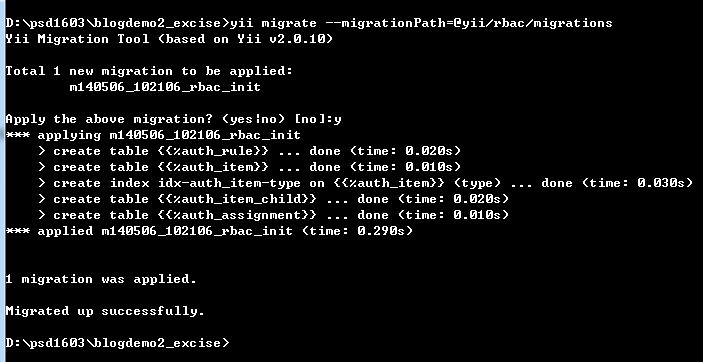 D:\psd1603\blogdemo2_excise>yii migrate --migrationPath=@yii/rbac/migrations
Yii Migration Tool (based on Yii v2.0.10)
Total 1 new migration to be applied:
m140506_102106_rbac_init
Apply the above migration? (yes|no) [no]:y
*** applying m140506_102106_rbac_init
> create table {{%auth_rule}} ... done (time: 0.020s)
> create table {{%auth_item}} ... done (time: 0.010s)
> create index idx-auth_item-type on {{%auth_item}} (type) ... done (time: 0.030s)
> create table {{%auth_item_child}} ... done (time: 0.020s)
> create table {{%auth_assignment}} ... done (time: 0.010s)
*** applied m140506_102106_rbac_init (time: 0.290s)
1 migration was applied.
Migrated up successfully.
D:\psd1603\blogdemo2_excise>